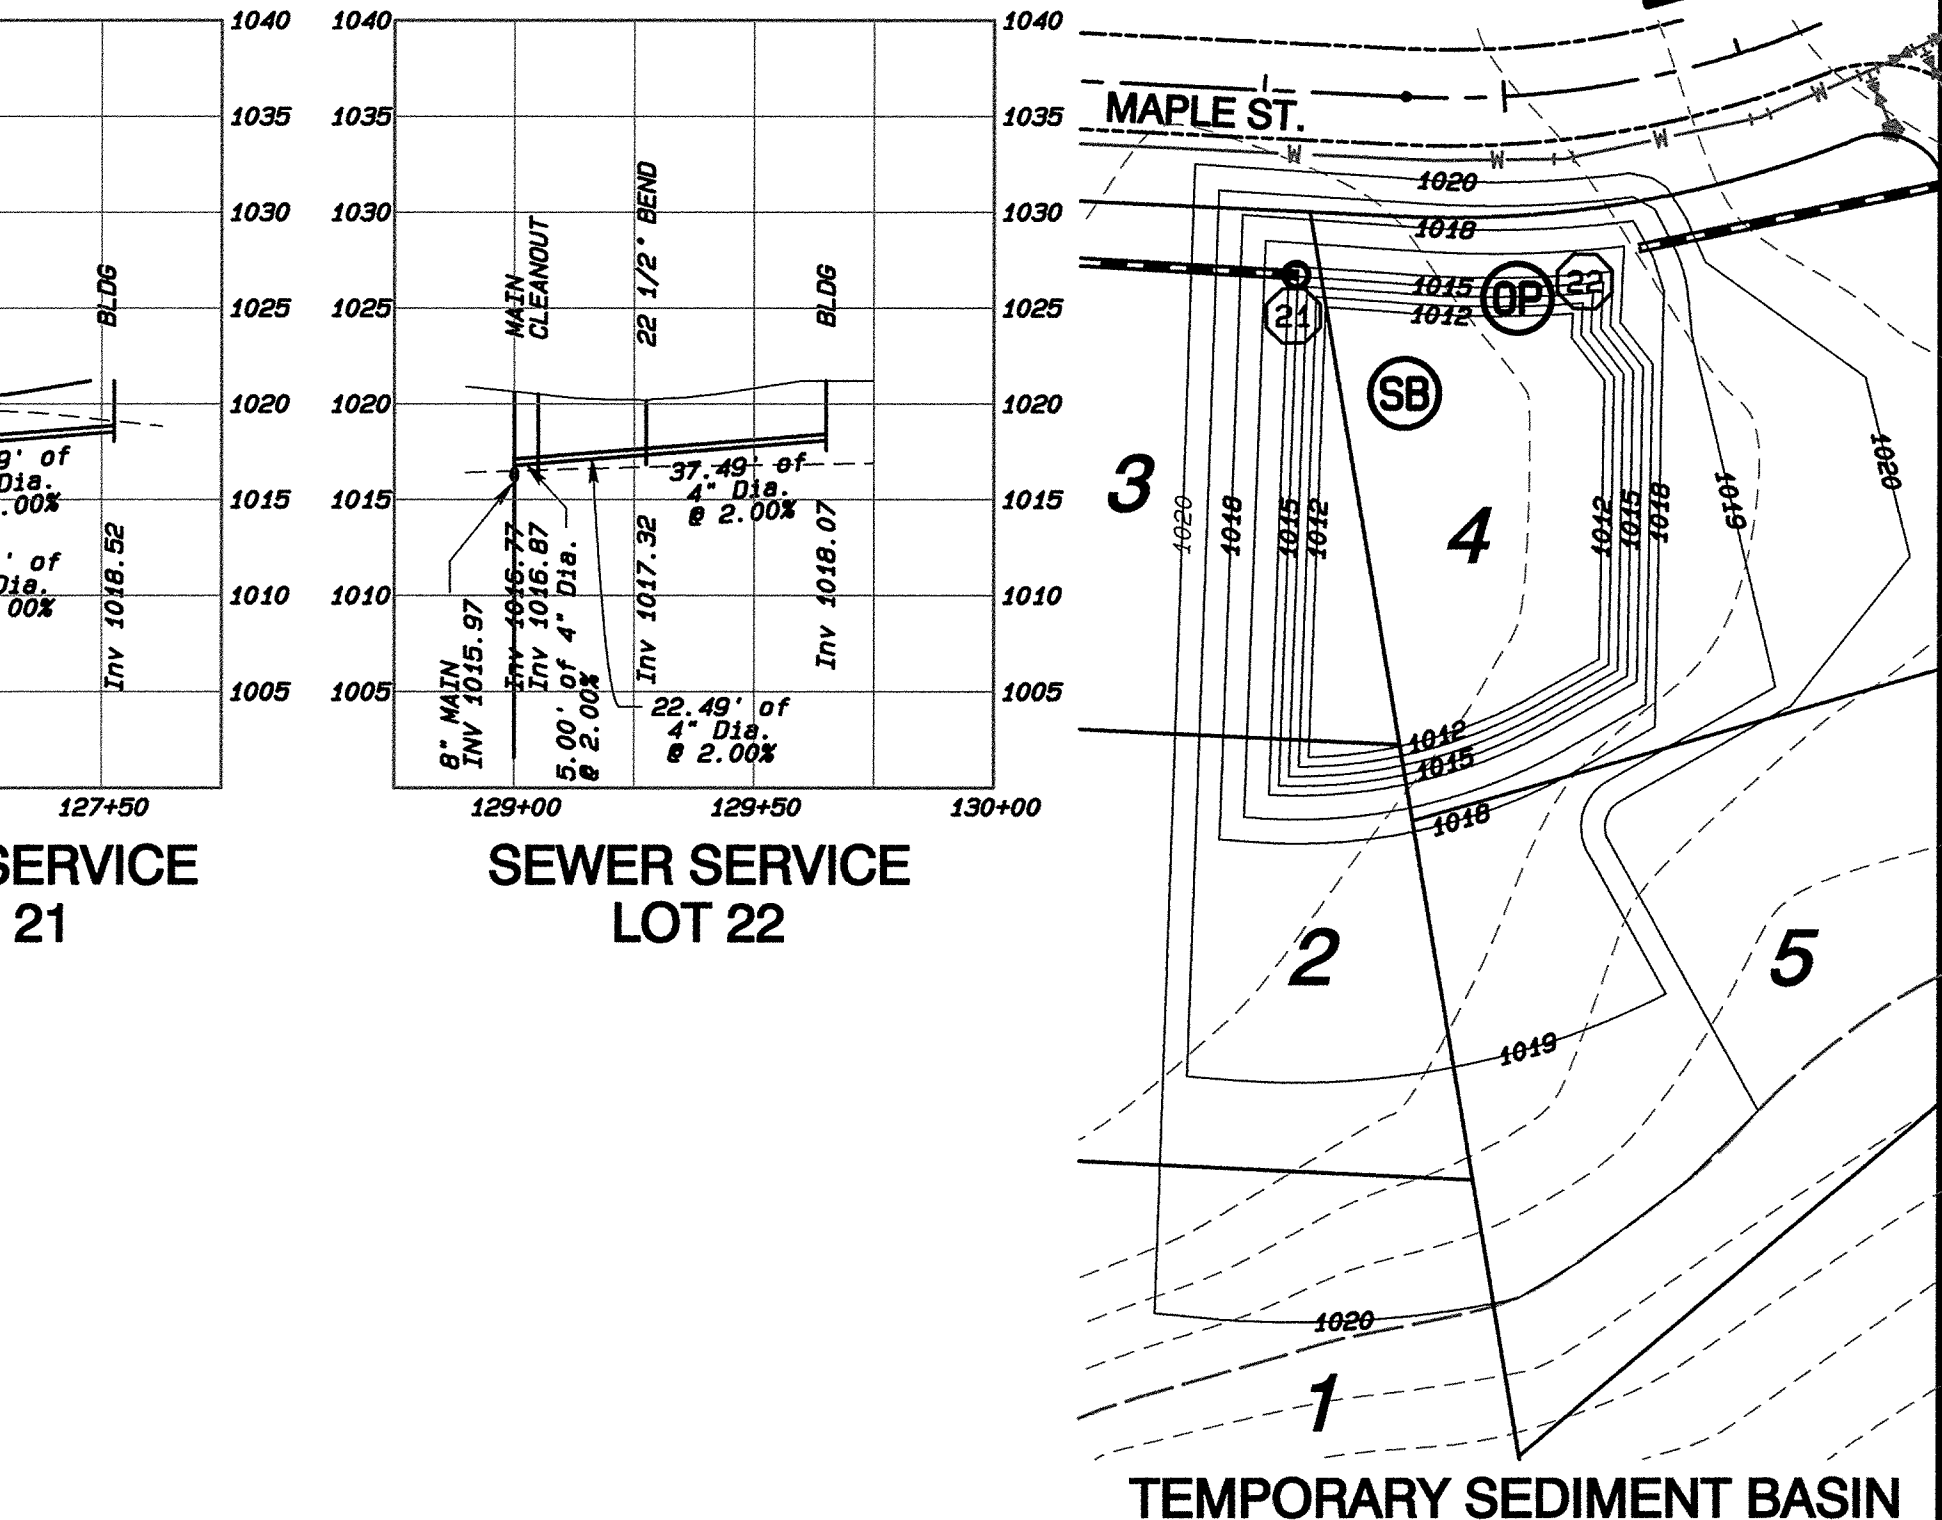 1040
1035
1030
1025
1020
1015
1010
1005
BLDG
9' of
Dia.
.00%
' of
Dia.
00%
Inv 1018.52
127+50
SERVICE
21
1040
1035
1030
1025
1020
1015
1010
1005
1040
1035
1030
1025
1020
1015
1010
1005
MAIN
CLEANOUT
22 1/2° BEND
BLDG
37.49' of
4" Dia.
@ 2.00%
8" MAIN
INV 1015.97
Inv 1016.77
Inv 1016.87
5.00' of 4" Dia.
@ 2.00%
Inv 1017.32
Inv 1018.07
22.49' of
4" Dia.
@ 2.00%
129+00
129+50
130+00
SEWER SERVICE
LOT 22
MAPLE ST.
W
W
W
W
1020
1018
1015
1012
21
OP
22
SB
3
4
1020
1018
1015
1012
1012
1015
1018
1019
1020
1012
1015
1018
2
5
1019
1020
1
TEMPORARY SEDIMENT BASIN